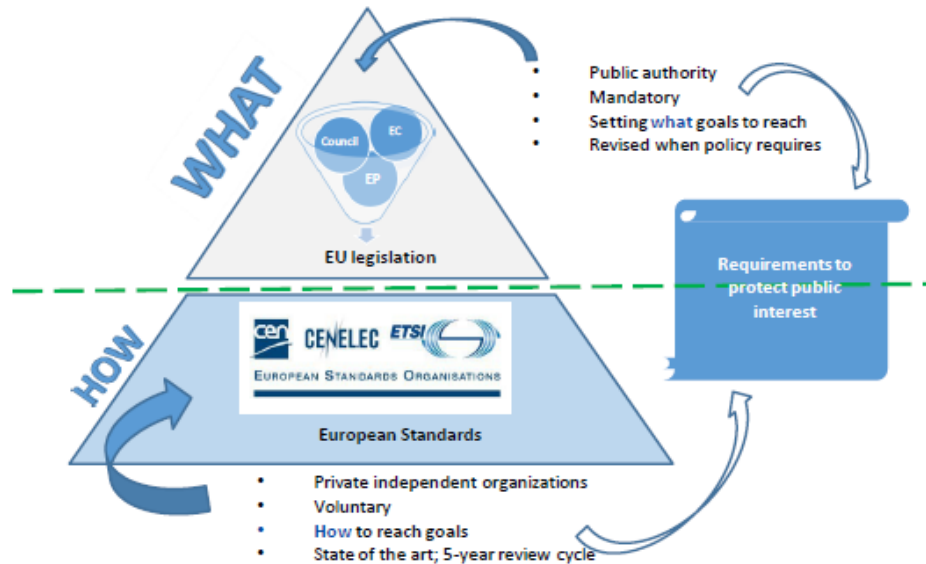 WHAT
• Public authority
• Mandatory
• Setting what goals to reach
• Revised when policy requires
Council
EC
EP
EU legislation
Requirements to
protect public
interest
HOW
cen
CENELEC
ETSI
EUROPEAN STANDARDS ORGANISATIONS
European Standards
• Private independent organizations
• Voluntary
• How to reach goals
• State of the art; 5-year review cycle